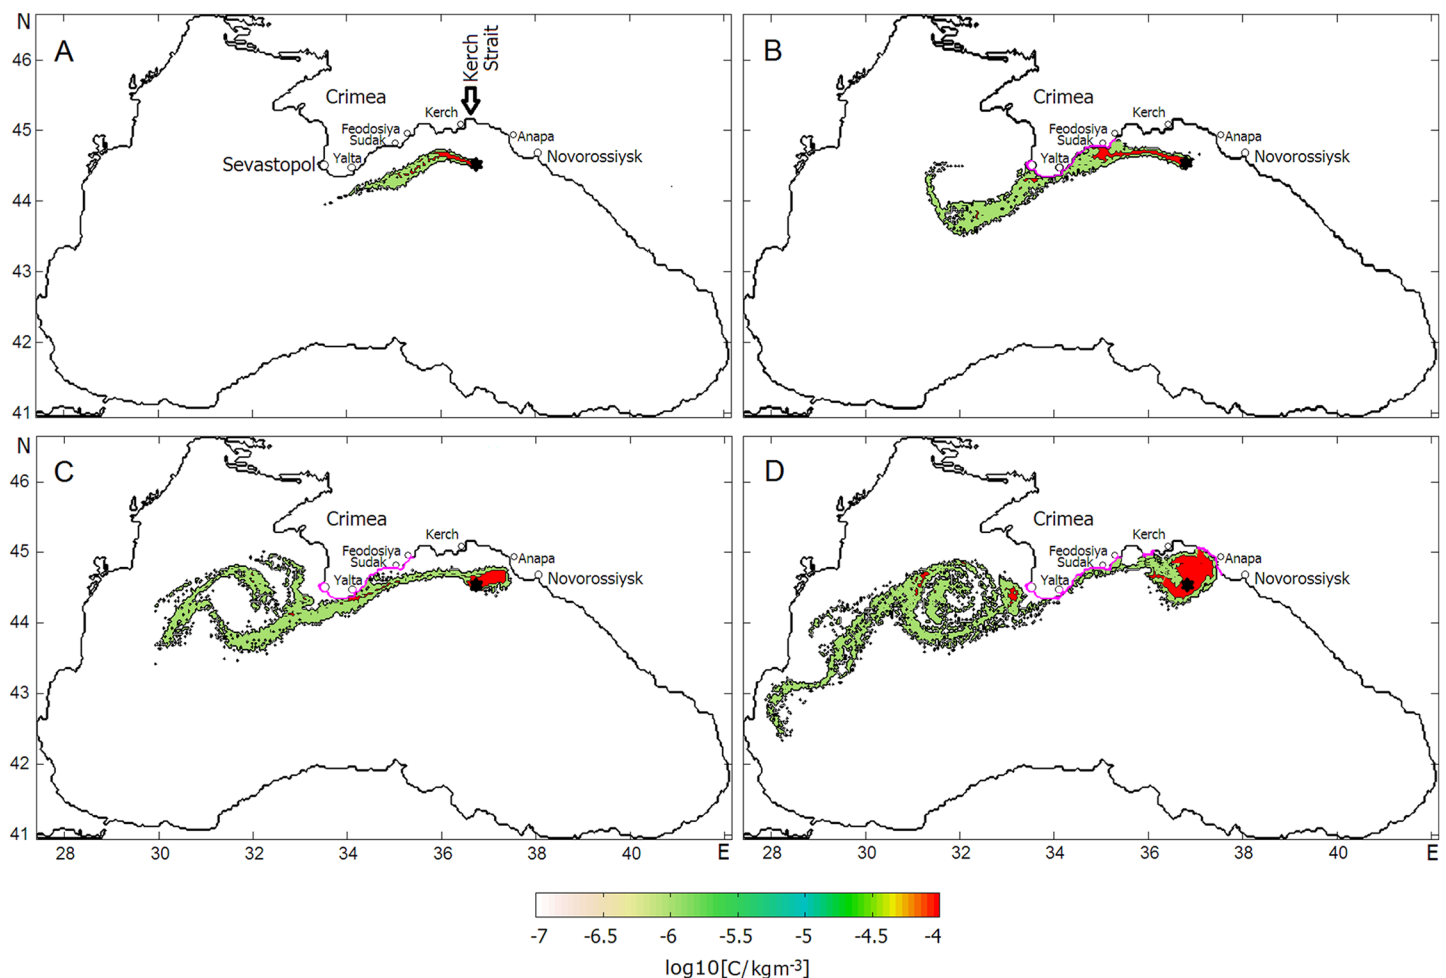 N
A
46
45
44
43
42
41
Kerch
Strait
Crimea
Kerch
Feodosiya
Sudak
Anapa
Sevastopol
Yalta
Novorossiysk
B
Crimea
Kerch
Feodosiya
Sudak
Anapa
Yalta
Novorossiysk
N
C
46
45
44
43
42
41
Crimea
Kerch
Feodosiya
Sudak
Anapa
Yalta
Novorossiysk
28 30 32 34 36 38 40 E
D
Crimea
Kerch
Feodosiya
Sudak
Anapa
Yalta
Novorossiysk
28 30 32 34 36 38 40 E
-7 -6.5 -6 -5.5 -5 -4.5 -4
log10[C/kgm⁻³]